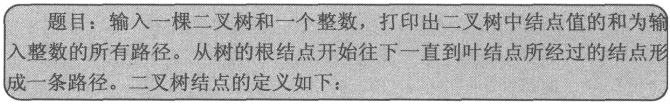 题目：输入一棵二叉树和一个整数，打印出二叉树中结点值的和为输
入整数的所有路径。从树的根结点开始往下一直到叶结点所经过的结点形
成一条路径。二叉树结点的定义如下：